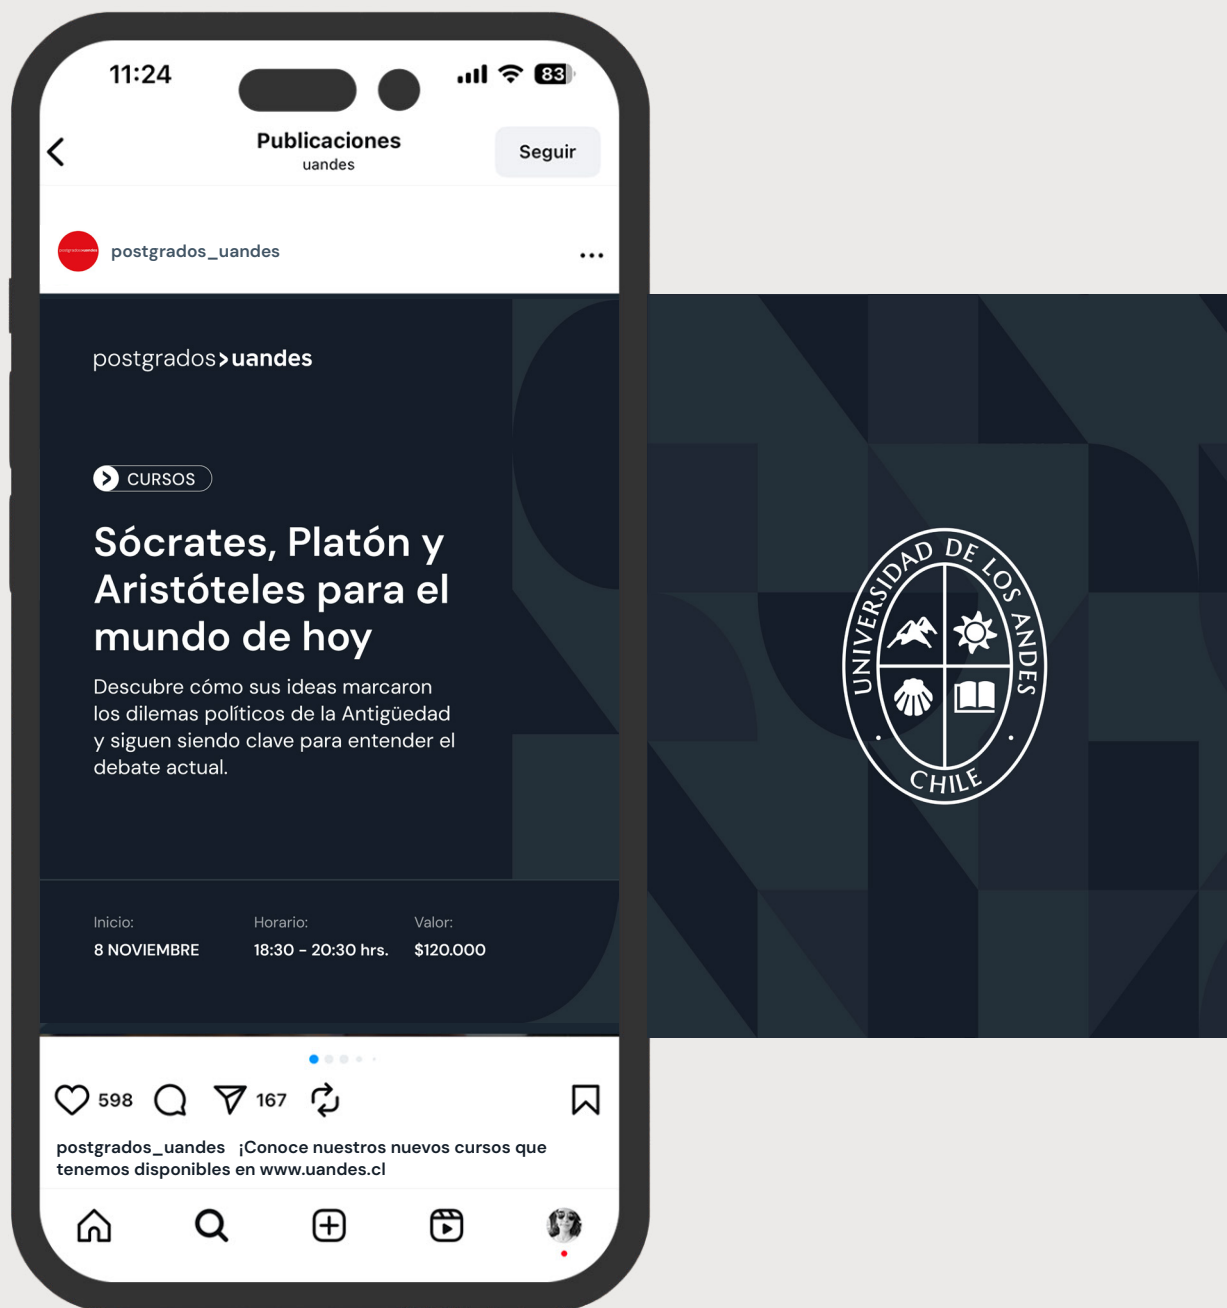 11:24
83
Publicaciones
uandes
Seguir
postgrados_uandes
postgrados>uandes
CURSOS
Sócrates, Platón y
Aristóteles para el
mundo de hoy
Descubre cómo sus ideas marcaron
los dilemas políticos de la Antigüedad
y siguen siendo clave para entender el
debate actual.
Inicio:
8 NOVIEMBRE
Horario:
18:30 - 20:30 hrs.
Valor:
$120.000
598
167
postgrados_uandes ¡Conoce nuestros nuevos cursos que
tenemos disponibles en www.uandes.cl
UNIVERSIDAD DE LOS ANDES
CHILE